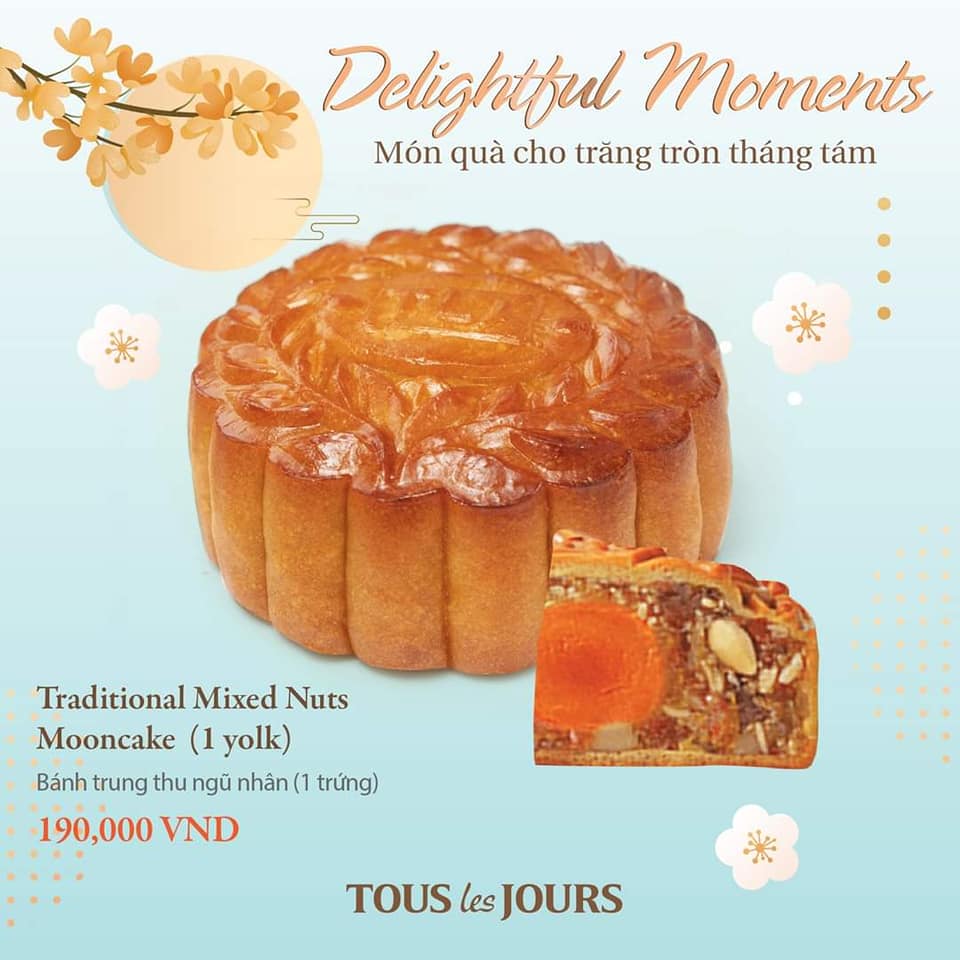 Delightful Moments
Món quà cho trăng tròn tháng tám
Traditional Mixed Nuts
Mooncake (1 yolk)
Bánh trung thu ngũ nhân (1 trứng)
190,000 VND
TOUS les JOURS